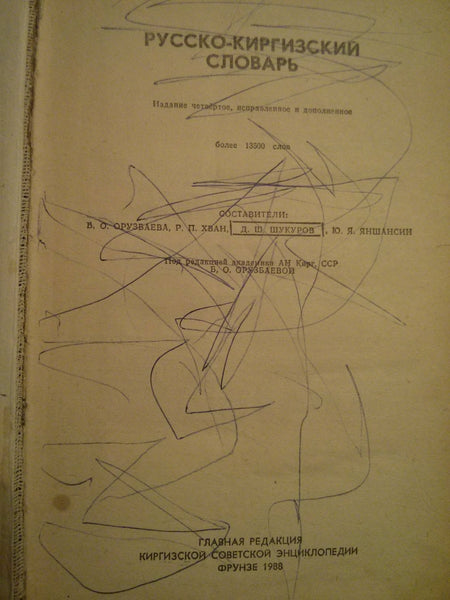 РУССКО-КИРГИЗСКИЙ
СЛОВАРЬ
Издание четвёртое, исправленное и дополненное
более 13500 слов
СОСТАВИТЕЛИ:
Б. О. ОРУЗБАЕВА, Р. П. ХВАН, Д. Ш. ШУКУРОВ, Ю. Я. ЯНШАНСИН
Под редакцией академика АН Кирг. ССР
Б. О. ОРУЗБАЕВОЙ
ГЛАВНАЯ РЕДАКЦИЯ
КИРГИЗСКОЙ СОВЕТСКОЙ ЭНЦИКЛОПЕДИИ
ФРУНЗЕ 1988